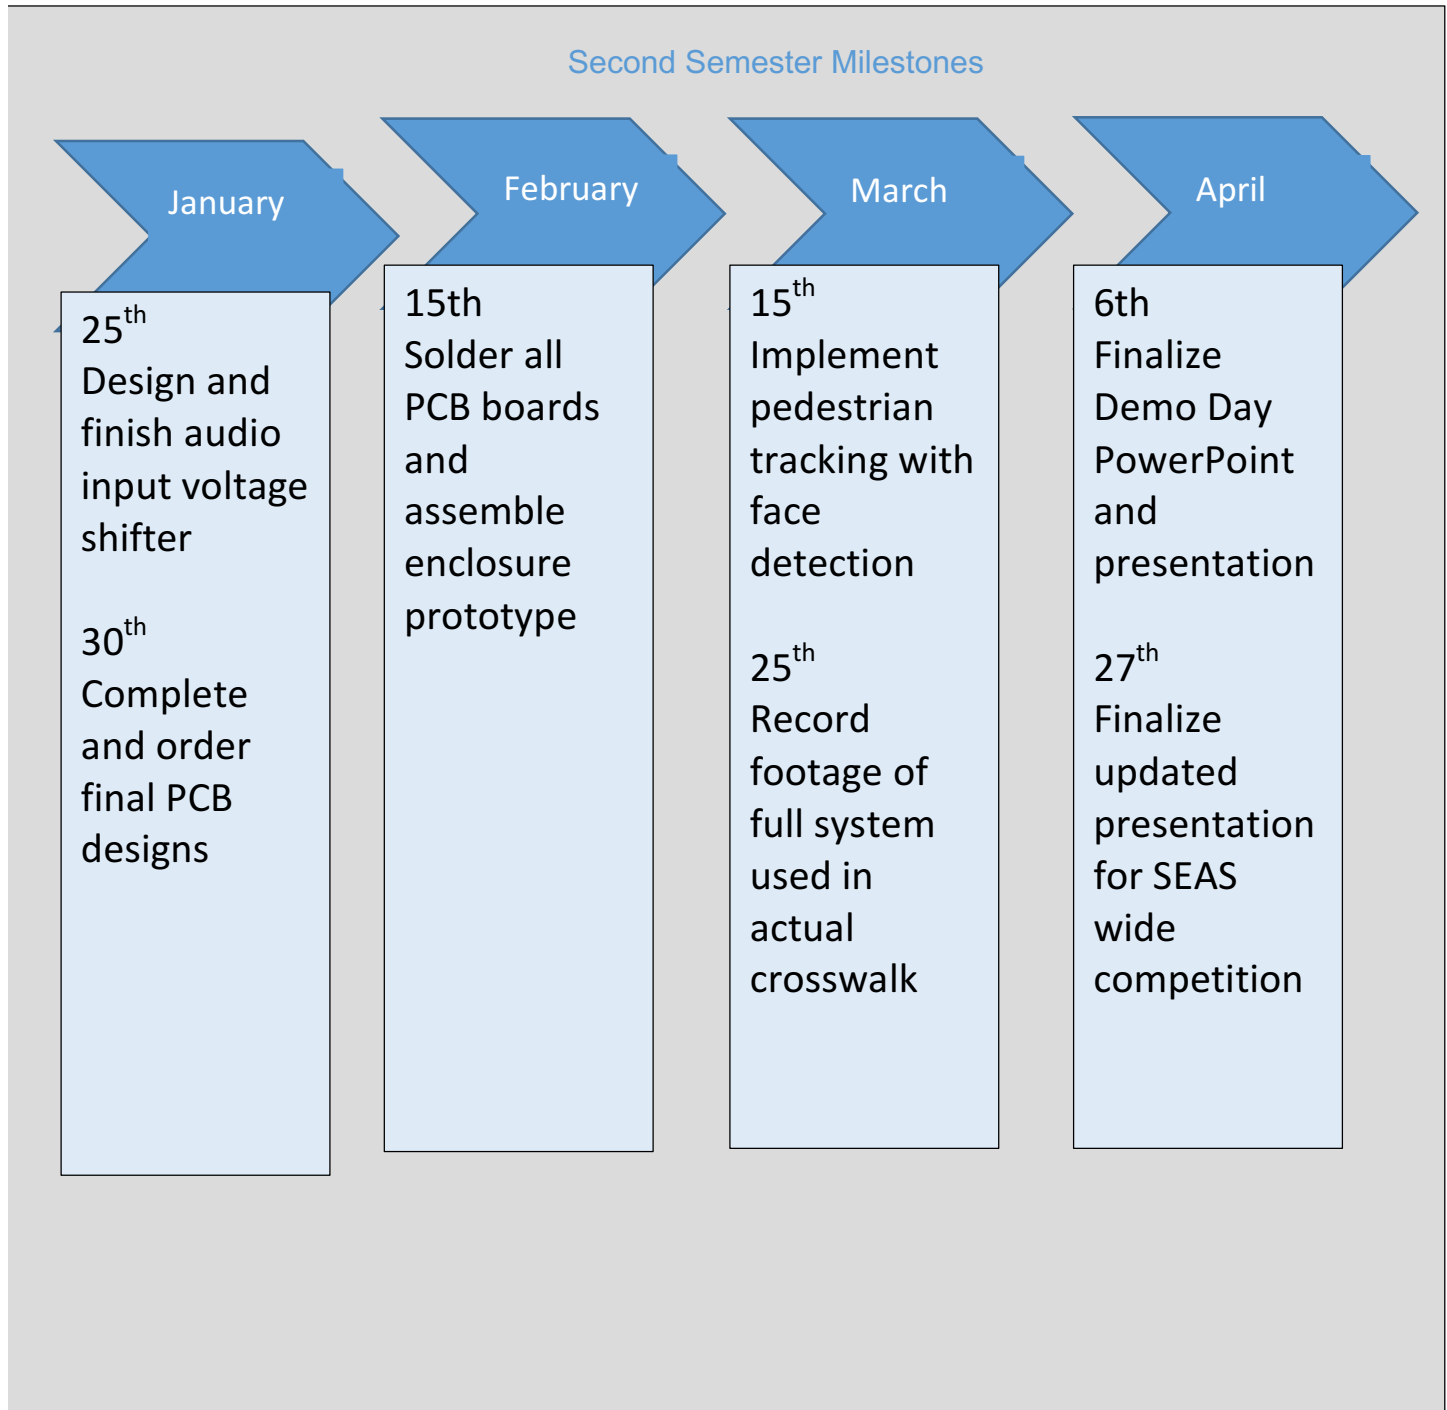 Second Semester Milestones
January
25th
Design and
finish audio
input voltage
shifter
30th
Complete
and order
final PCB
designs
February
15th
Solder all
PCB boards
and
assemble
enclosure
prototype
March
15th
Implement
pedestrian
tracking with
face
detection
25th
Record
footage of
full system
used in
actual
crosswalk
April
6th
Finalize
Demo Day
PowerPoint
and
presentation
27th
Finalize
updated
presentation
for SEAS
wide
competition